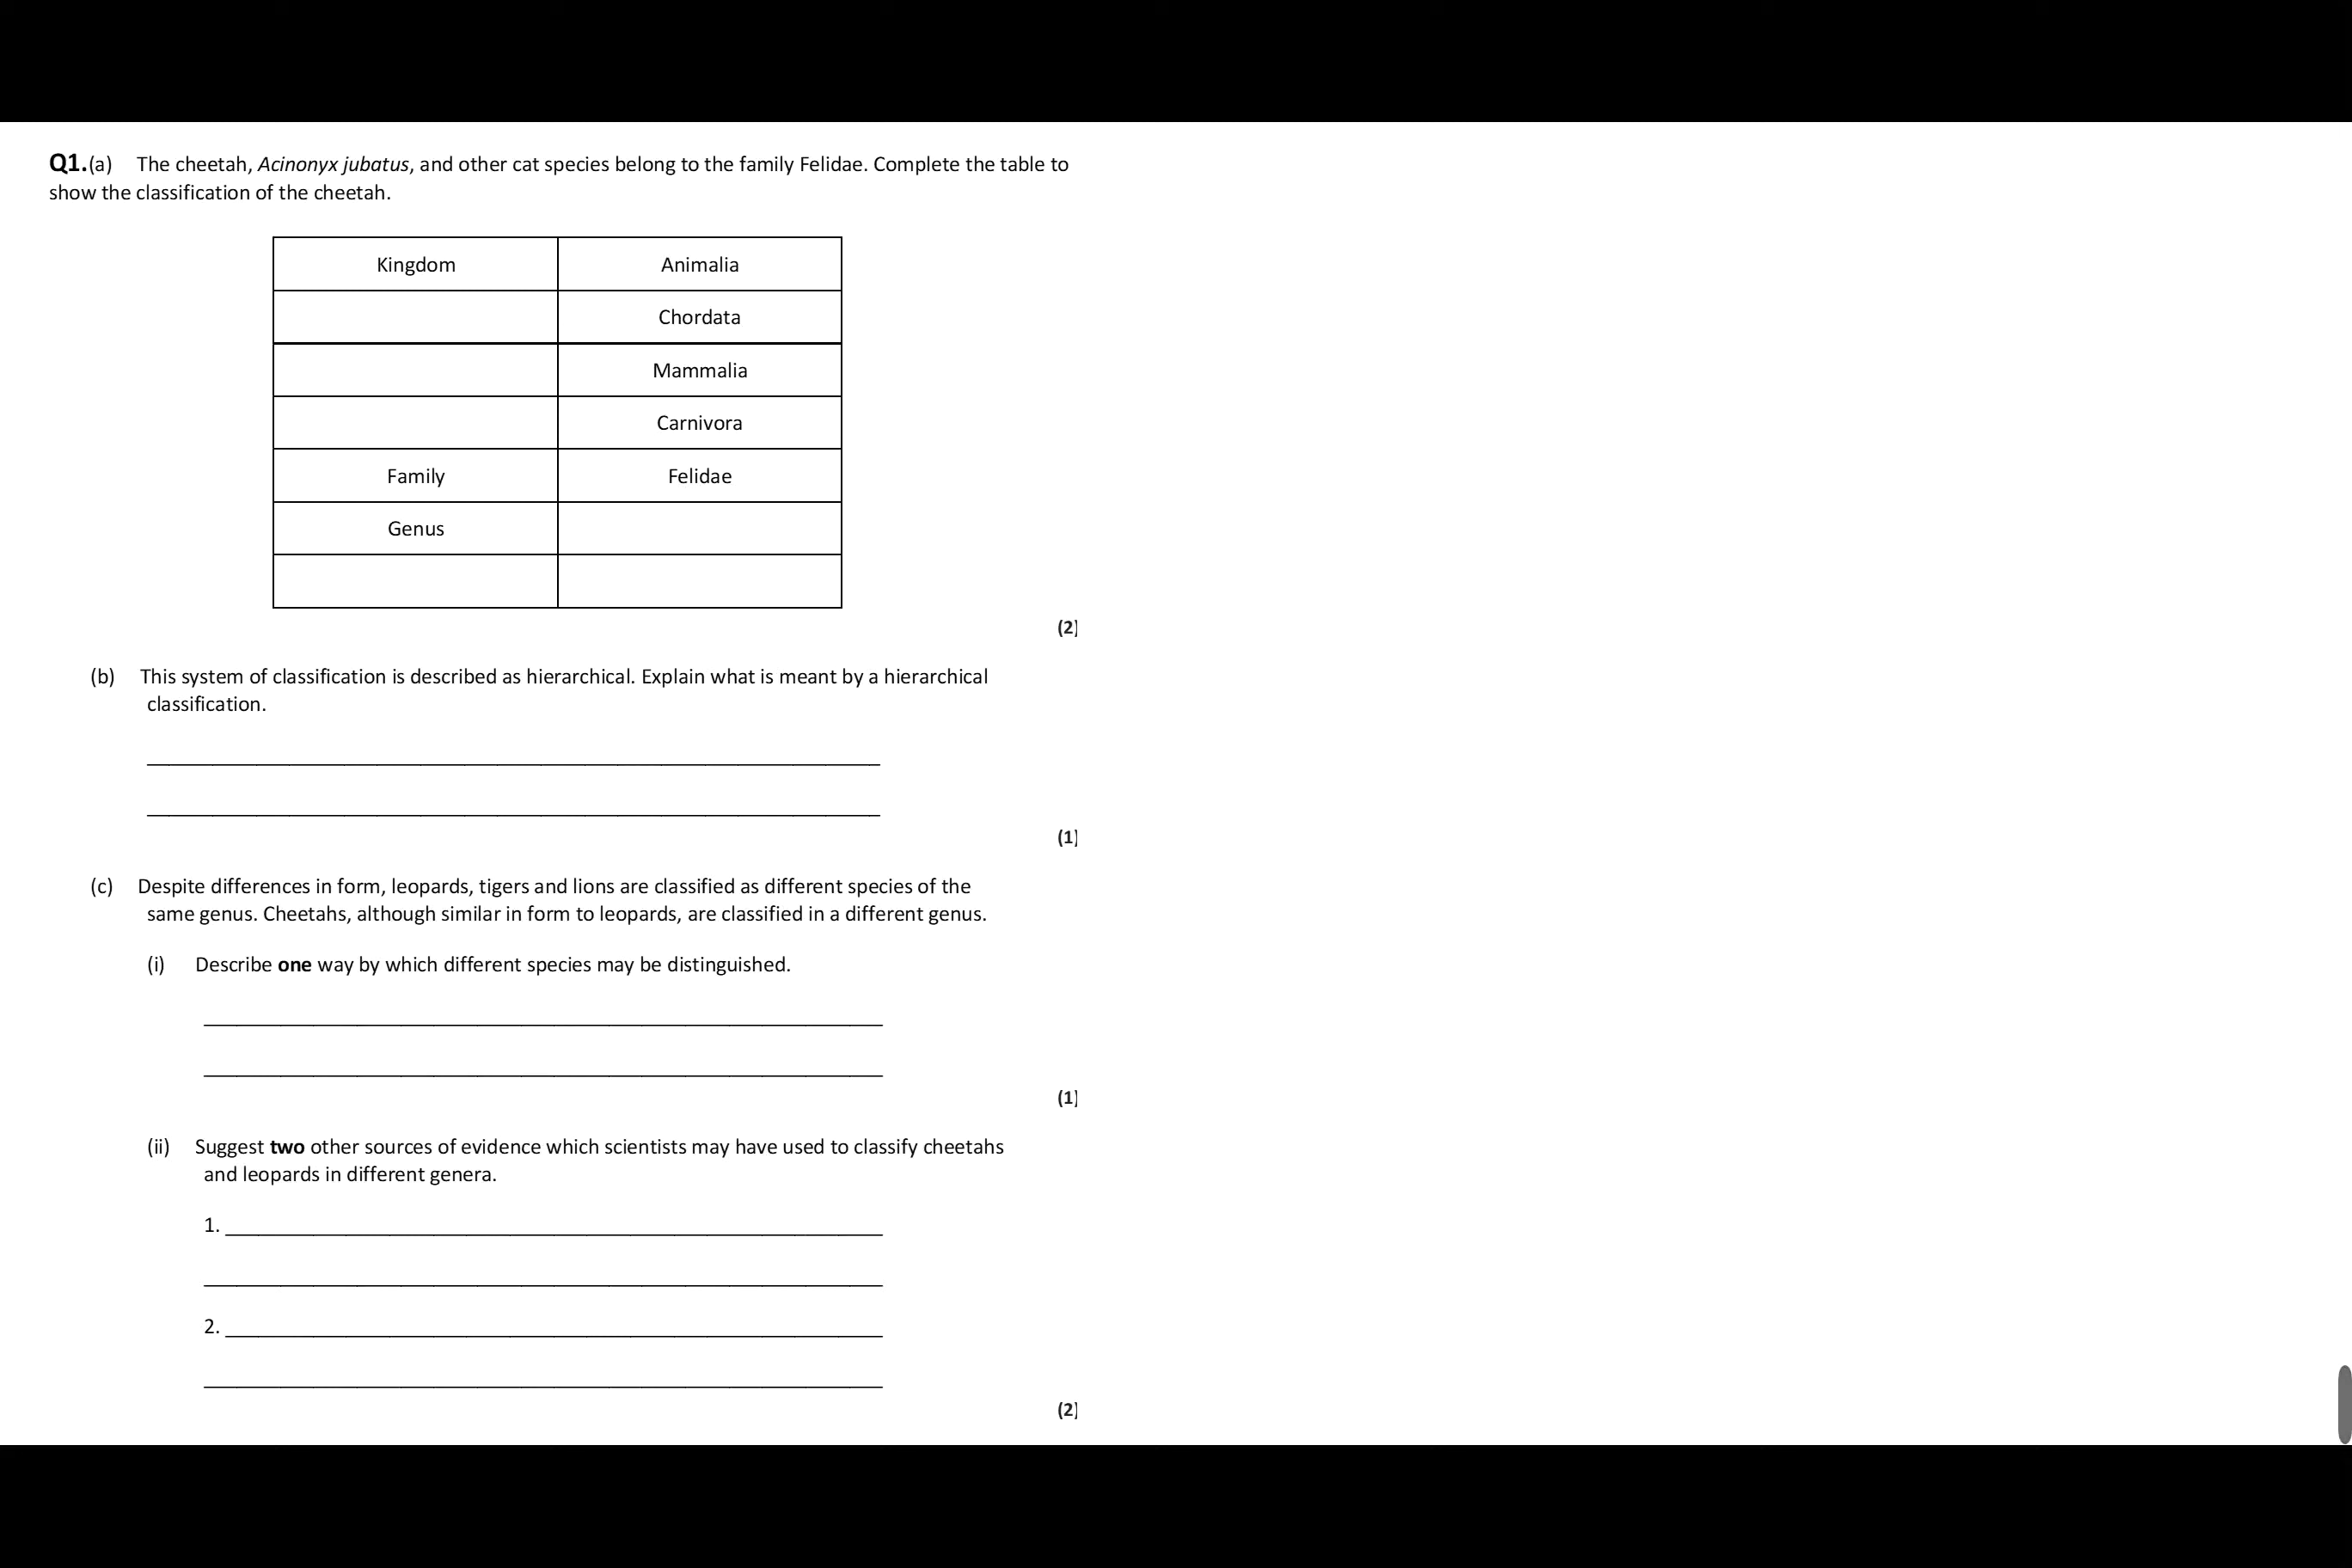 Q1.(a) The cheetah, Acinonyx jubatus, and other cat species belong to the family Felidae. Complete the table to
show the classification of the cheetah.
Kingdom Animalia
Chordata
Mammalia
Carnivora
Family Felidae
Genus
(2)
(b) This system of classification is described as hierarchical. Explain what is meant by a hierarchical
classification.
(1)
(c) Despite differences in form, leopards, tigers and lions are classified as different species of the
same genus. Cheetahs, although similar in form to leopards, are classified in a different genus.
(i) Describe one way by which different species may be distinguished.
(1)
(ii) Suggest two other sources of evidence which scientists may have used to classify cheetahs
and leopards in different genera.
1.
2.
(2)